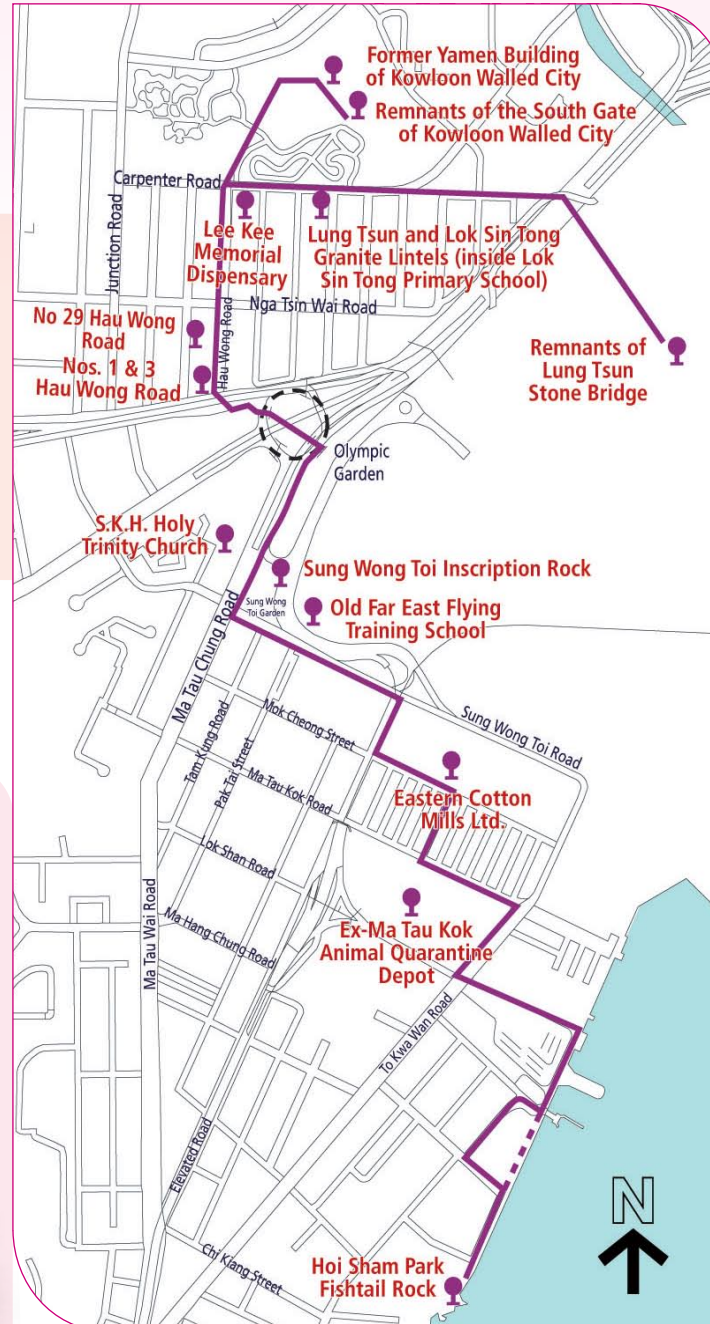 Former Yamen Building
of Kowloon Walled City
Remnants of the South Gate
of Kowloon Walled City
Carpenter Road
Junction Road
Lee Kee
Memorial
Dispensary
Lung Tsun and Lok Sin Tong
Granite Lintels (inside Lok
Sin Tong Primary School)
Nga Tsin Wai Road
No 29 Hau Wong
Road
Nos. 1 & 3
Hau Wong Road
Hau Wong Road
Remnants of
Lung Tsun
Stone Bridge
Olympic
Garden
S.K.H. Holy
Trinity Church
Sung Wong Toi Inscription Rock
Sung Wong
Toi Garden
Old Far East Flying
Training School
Ma Tau Chung Road
Sung Wong Toi Road
Mok Cheong Street
Tam Kung Road
Pak Tai Street
Ma Tau Kok Road
Eastern Cotton
Mills Ltd.
Lok Shan Road
Ma Tau Wai Road
Ma Hang Chung Road
Ex-Ma Tau Kok
Animal Quarantine
Depot
To Kwa Wan Road
Elevated Road
Chi Kiang Street
Hoi Sham Park
Fishtail Rock
N